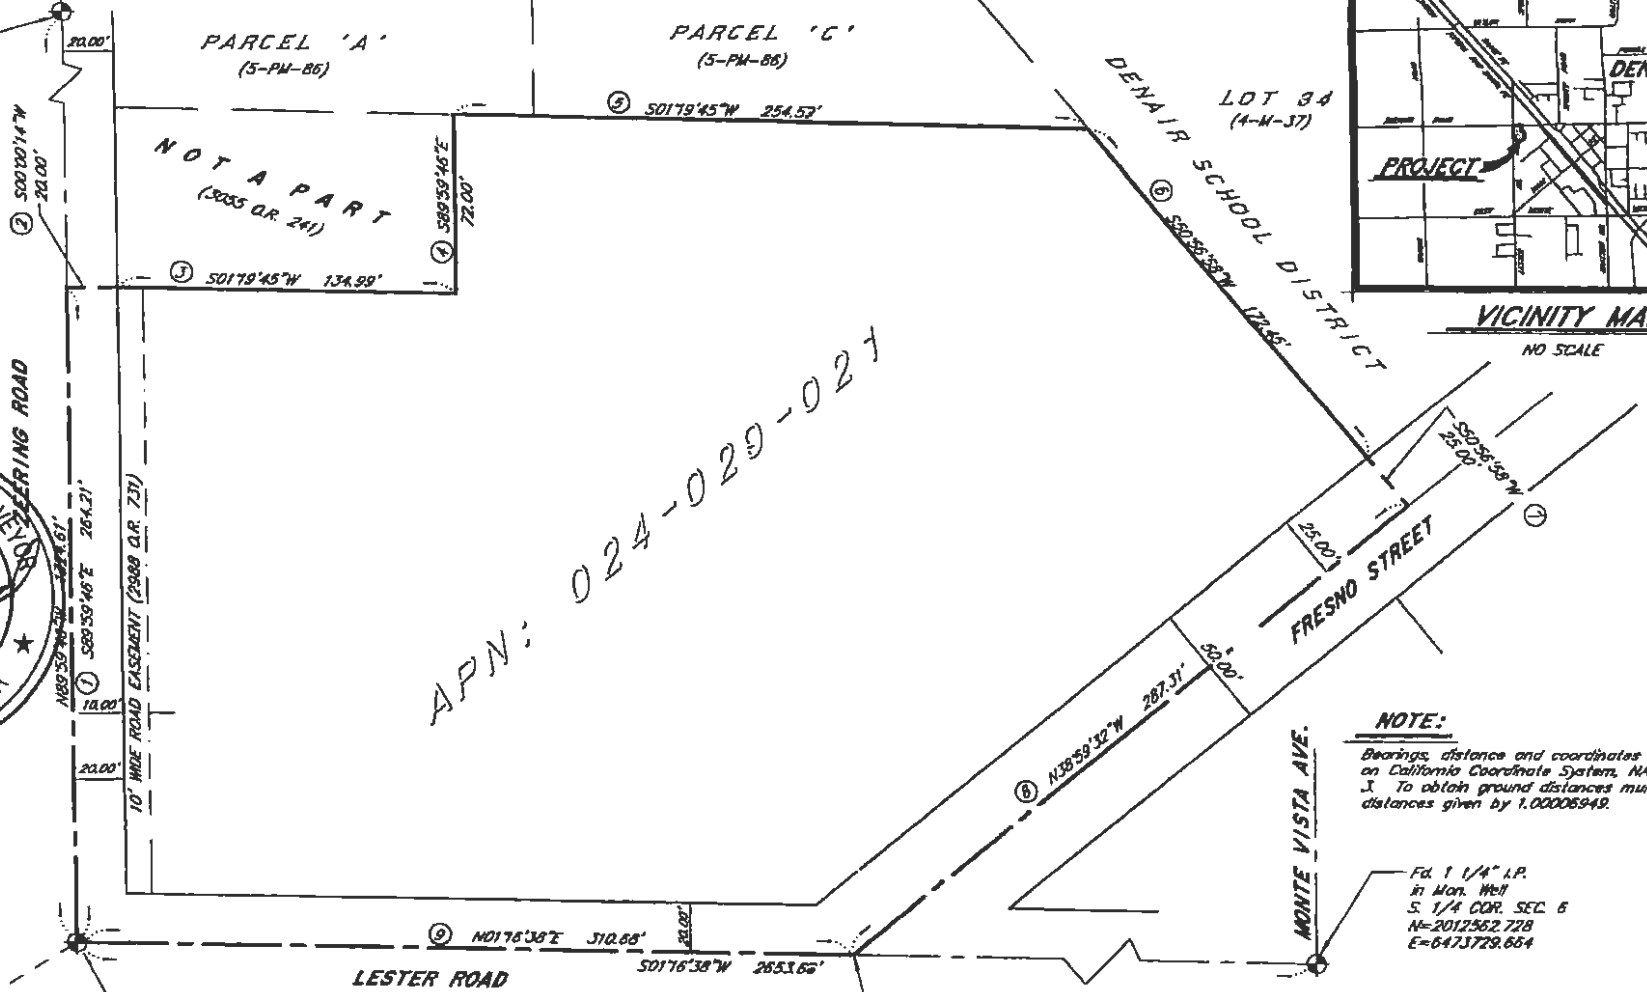 20.00'
PARCEL 'A'
(5-PM-86)
PARCEL 'C'
(5-PM-86)
DENAIR SCHOOL DISTRICT
LOT 34
(4-M-37)
PROJECT
VICINITY MA
NO SCALE
② S00°00'14"W
20.00'
NOT A PART
(3055 O.R. 241)
③ S01°19'45"W 134.99'
④ S89°59'46"E
72.00'
⑤ S01°19'45"W 254.52'
⑥ S50°56'58"W 172.45'
S50°56'58"W
25.00'
⑦
DEERING ROAD
① S89°59'46"E 264.21'
10' WIDE ROAD EASEMENT (2988 O.R. 731)
10.00'
20.00'
APN: 024-029-021
25.00'
FRESNO STREET
50.00'
⑧ N38°59'32"W 287.31'
⑨ N01°16'38"E 310.68'
20.00'
S01°16'38"W 2653.66'
LESTER ROAD
MONTE VISTA AVE.
NOTE:
Bearings, distance and coordinates
on California Coordinate System, NA
3. To obtain ground distances mul
distances given by 1.00006949.
Fd. 1 1/4" I.P.
in Mon. Well
S. 1/4 COR. SEC. 6
N=2012562.728
E=6473729.664